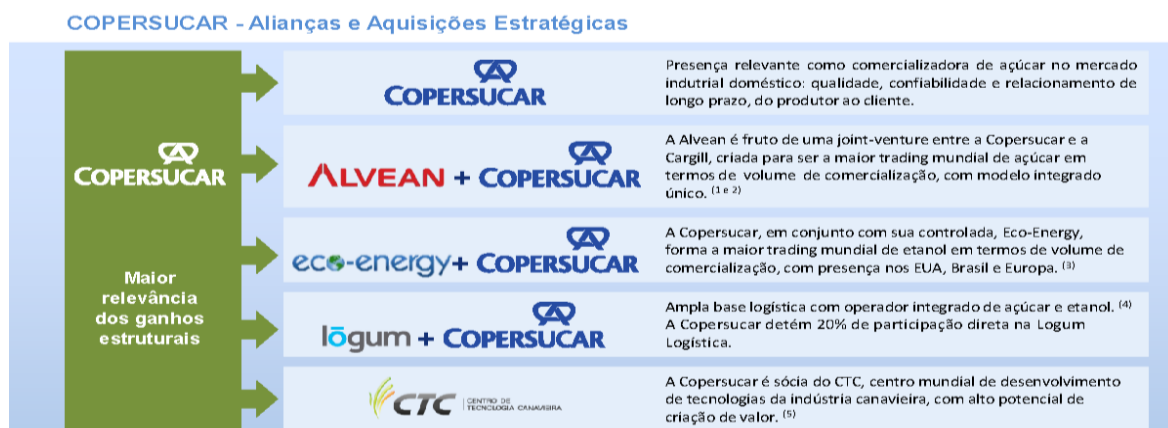 COPERSUCAR - Alianças e Aquisições Estratégicas
COPERSUCAR
Maior
relevância
dos ganhos
estruturais
COPERSUCAR
Presença relevante como comercializadora de açúcar no mercado
indutrial doméstico: qualidade, confiabilidade e relacionamento de
longo prazo, do produtor ao cliente.
ALVEAN + COPERSUCAR
A Alvean é fruto de uma joint-venture entre a Copersucar e a
Cargill, criada para ser a maior trading mundial de açúcar em
termos de volume de comercialização, com modelo integrado
único. (1 e 2)
eco-energy + COPERSUCAR
A Copersucar, em conjunto com sua controlada, Eco-Energy,
forma a maior trading mundial de etanol em termos de volume de
comercialização, com presença nos EUA, Brasil e Europa. (3)
lōgum + COPERSUCAR
Ampla base logística com operador integrado de açúcar e etanol. (4)
A Copersucar detém 20% de participação direta na Logum
Logística.
CTC CENTRO DE
TECNOLOGIA CANAVIEIRA
A Copersucar é sócia do CTC, centro mundial de desenvolvimento
de tecnologias da indústria canavieira, com alto potencial de
criação de valor. (5)